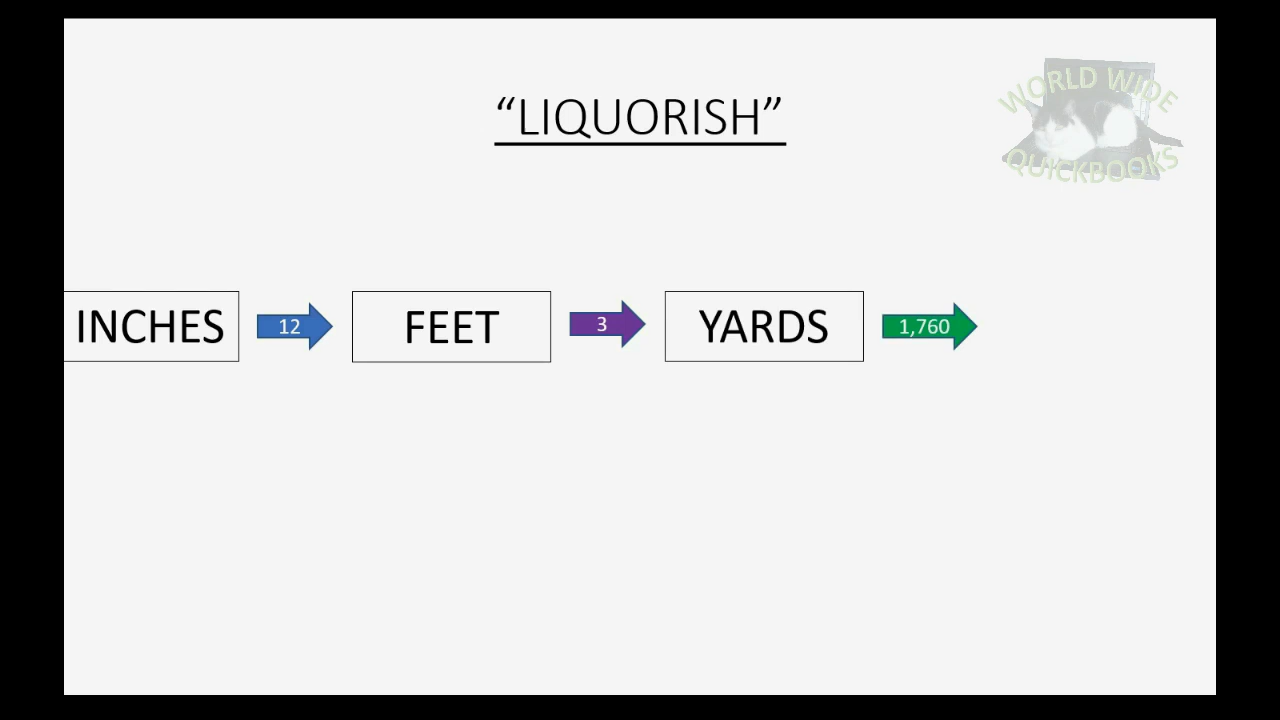 “LIQUORISH”
WORLD WIDE
QUICKBOOKS
INCHES 12 FEET 3 YARDS 1,760